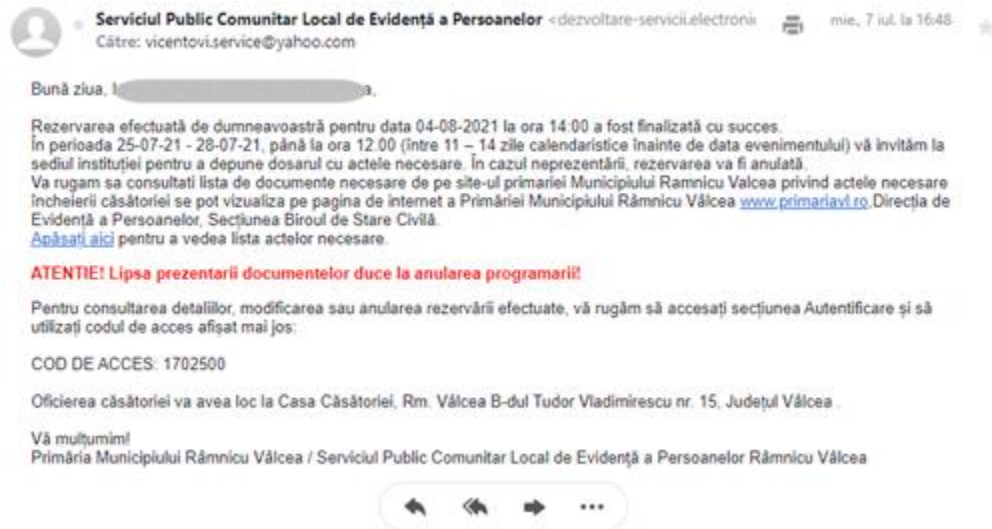 Serviciul Public Comunitar Local de Evidență a Persoanelor <dezvoltare-servicii.electroni
mie., 7 iul. la 16:48
Către: vicentovi.service@yahoo.com
Bună ziua, I a,
Rezervarea efectuată de dumneavoastră pentru data 04-08-2021 la ora 14:00 a fost finalizată cu succes.
În perioada 25-07-21 - 28-07-21, până la ora 12.00 (între 11 – 14 zile calendaristice înainte de data evenimentului) vă invităm la
sediul instituției pentru a depune dosarul cu actele necesare. În cazul neprezentării, rezervarea va fi anulată.
Va rugam sa consultati lista de documente necesare de pe site-ul primariei Municipiului Ramnicu Valcea privind actele necesare
încheierii căsătoriei se pot vizualiza pe pagina de internet a Primăriei Municipiului Râmnicu Vâlcea www.primariavl.ro,Direcția de
Evidență a Persoanelor, Secțiunea Biroul de Stare Civilă.
Apăsați aici pentru a vedea lista actelor necesare.
ATENTIE! Lipsa prezentarii documentelor duce la anularea programarii!
Pentru consultarea detaliilor, modificarea sau anularea rezervării efectuate, vă rugăm să accesați secțiunea Autentificare și să
utilizați codul de acces afișat mai jos:
COD DE ACCES: 1702500
Oficierea căsătoriei va avea loc la Casa Căsătoriei, Rm. Vâlcea B-dul Tudor Vladimirescu nr. 15, Județul Vâlcea .
Vă mulțumim!
Primăria Municipiului Râmnicu Vâlcea / Serviciul Public Comunitar Local de Evidență a Persoanelor Râmnicu Vâlcea